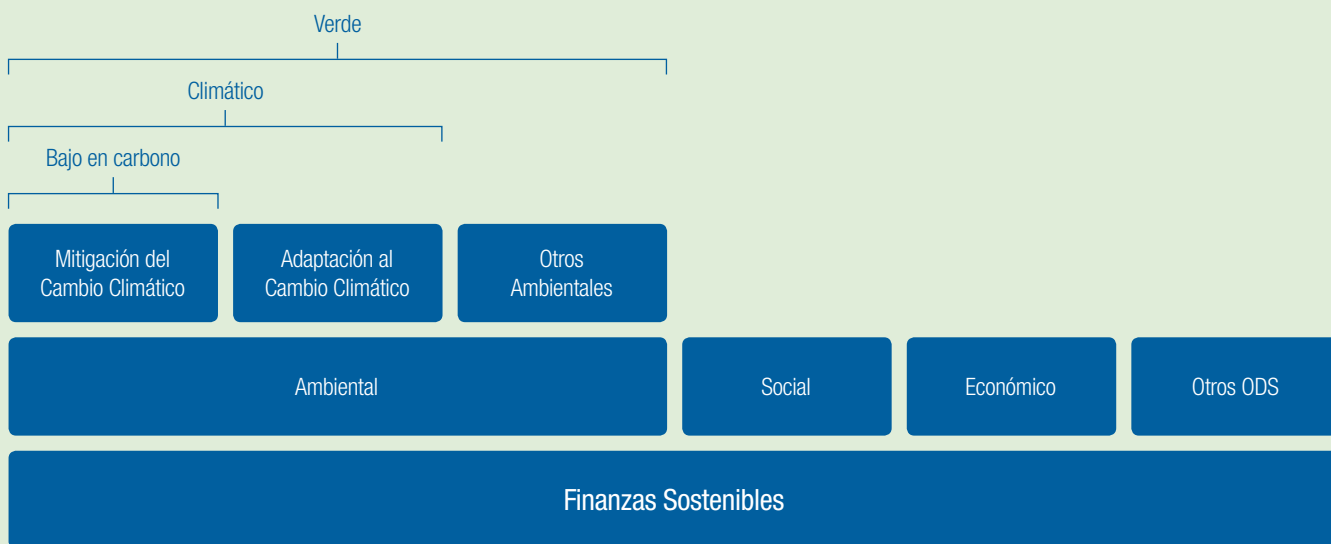 Verde
Climático
Bajo en carbono
Mitigación del
Cambio Climático
Adaptación al
Cambio Climático
Otros
Ambientales
Ambiental
Social
Económico
Otros ODS
Finanzas Sostenibles